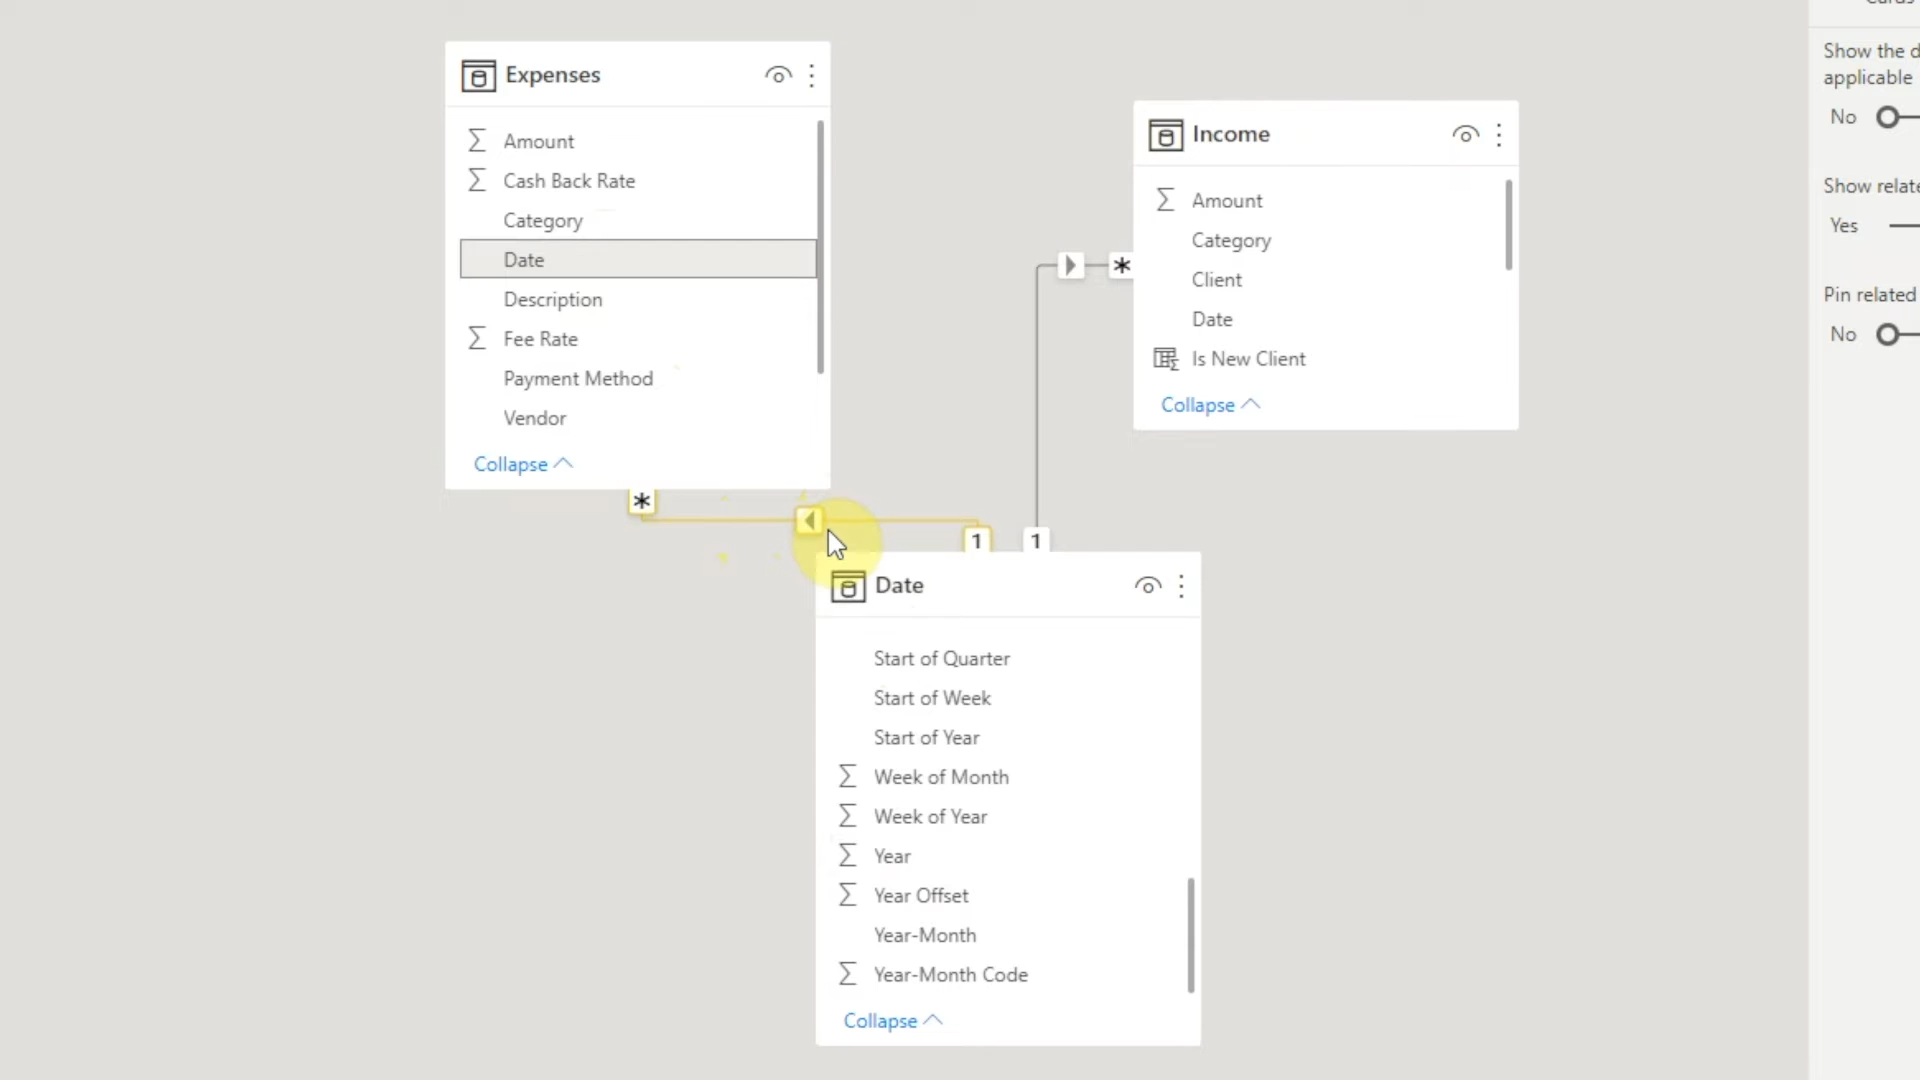 Expenses
Amount
Cash Back Rate
Category
Date
Description
Fee Rate
Payment Method
Vendor
Collapse
*
1
1
*
Income
Amount
Category
Client
Date
Is New Client
Collapse
Date
Start of Quarter
Start of Week
Start of Year
Week of Month
Week of Year
Year
Year Offset
Year-Month
Year-Month Code
Collapse
Show the d
applicable
No
Show relate
Yes
Pin related
No